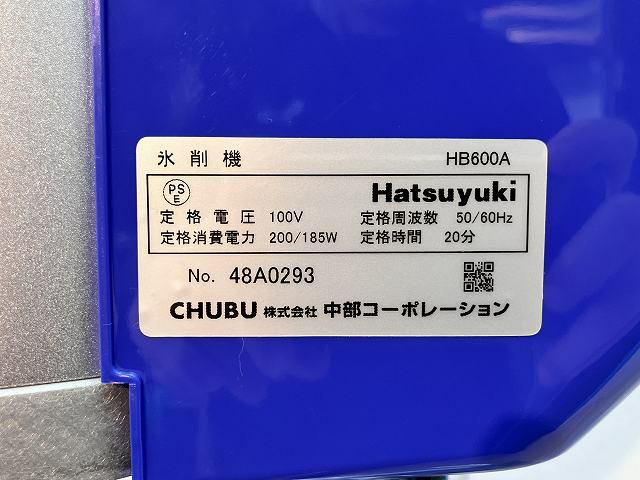 氷削機 HB600A
PS E Hatsuyuki
定格電圧 100V 定格周波数 50/60Hz
定格消費電力 200/185W 定格時間 20分
No. 48A0293
CHUBU 株式会社 中部コーポレーション